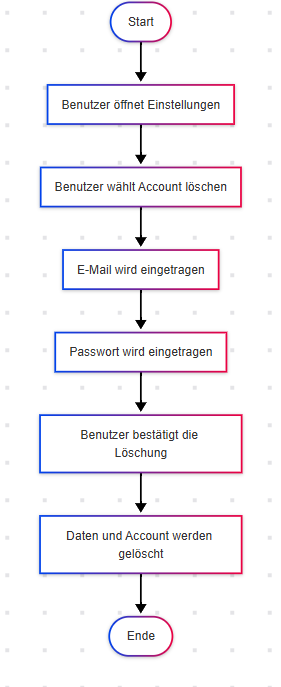 Start
Benutzer öffnet Einstellungen
Benutzer wählt Account löschen
E-Mail wird eingetragen
Passwort wird eingetragen
Benutzer bestätigt die
Löschung
Daten und Account werden
gelöscht
Ende